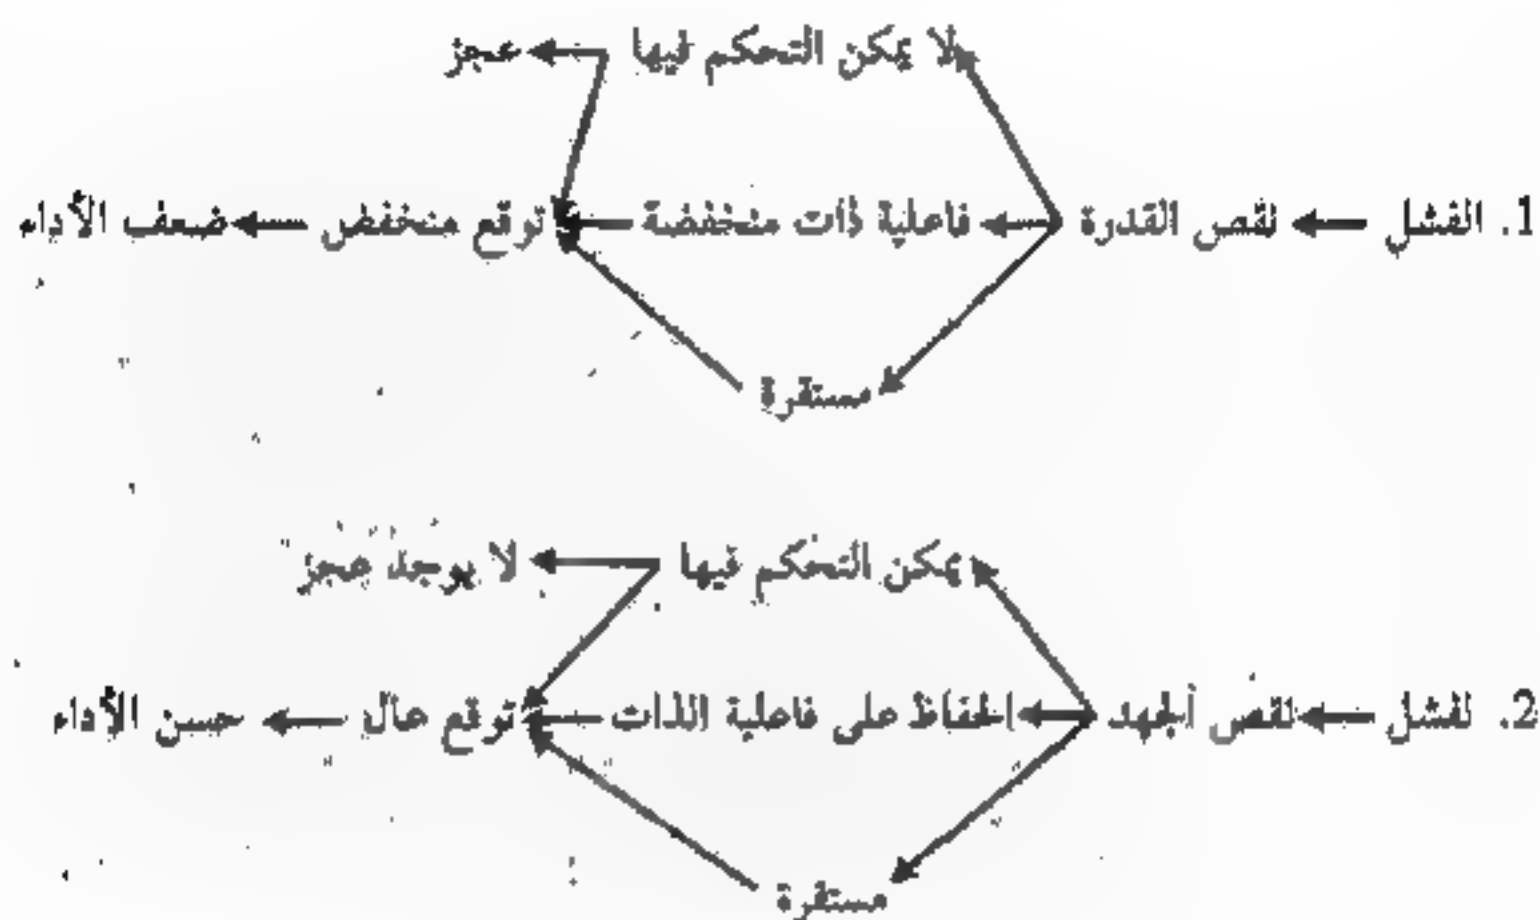 لا يمكن التحكم فيها عجز
1. الفشل نقص القدرة فاعلية ذات منخفضة توقع منخفض ضعف الأداء
مستقرة
يمكن التحكم فيها لا يوجد عجز
2. لفشل نقص الجهد الحفاظ على فاعلية الذات توقع عال حسن الأداء
مستقرة